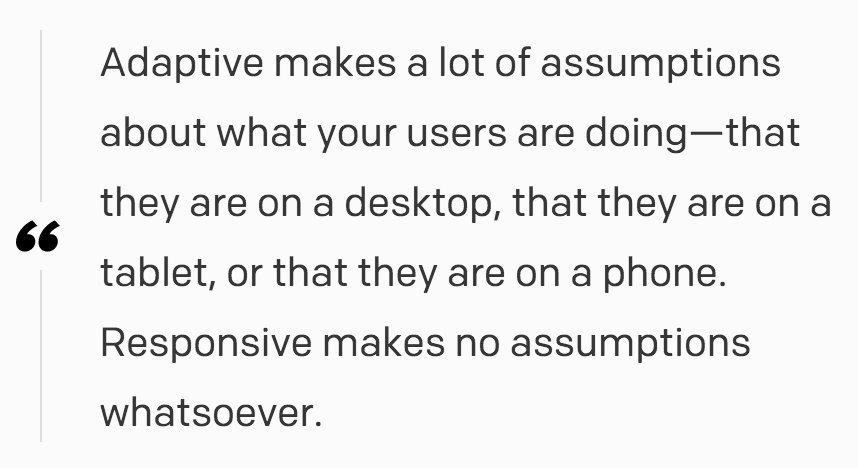 Adaptive makes a lot of assumptions
about what your users are doing—that
they are on a desktop, that they are on a
“
tablet, or that they are on a phone.
Responsive makes no assumptions
whatsoever.